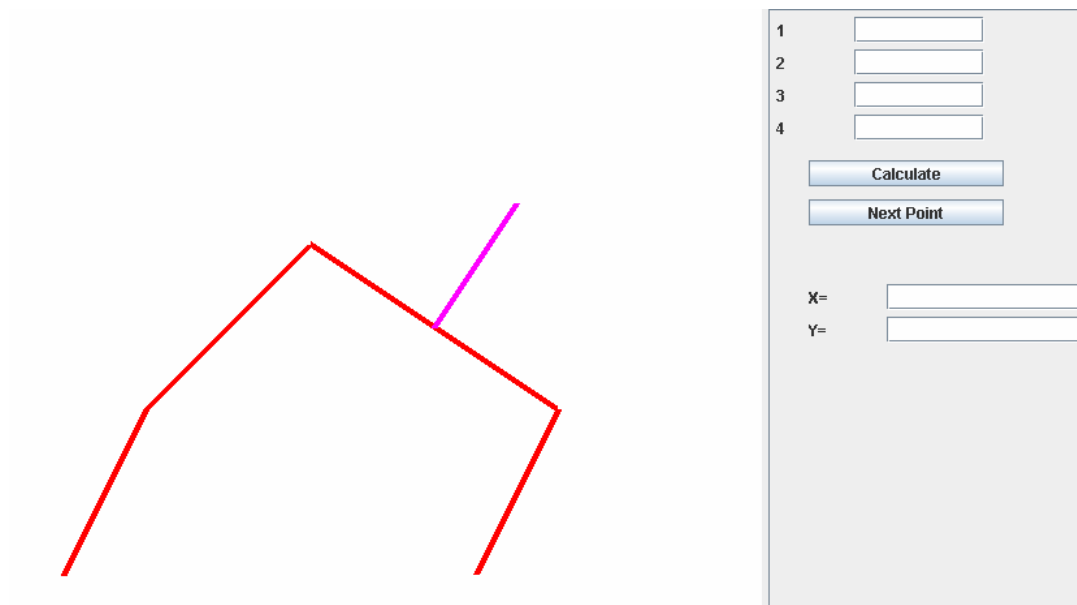 1
2
3
4
Calculate
Next Point
X=
Y=